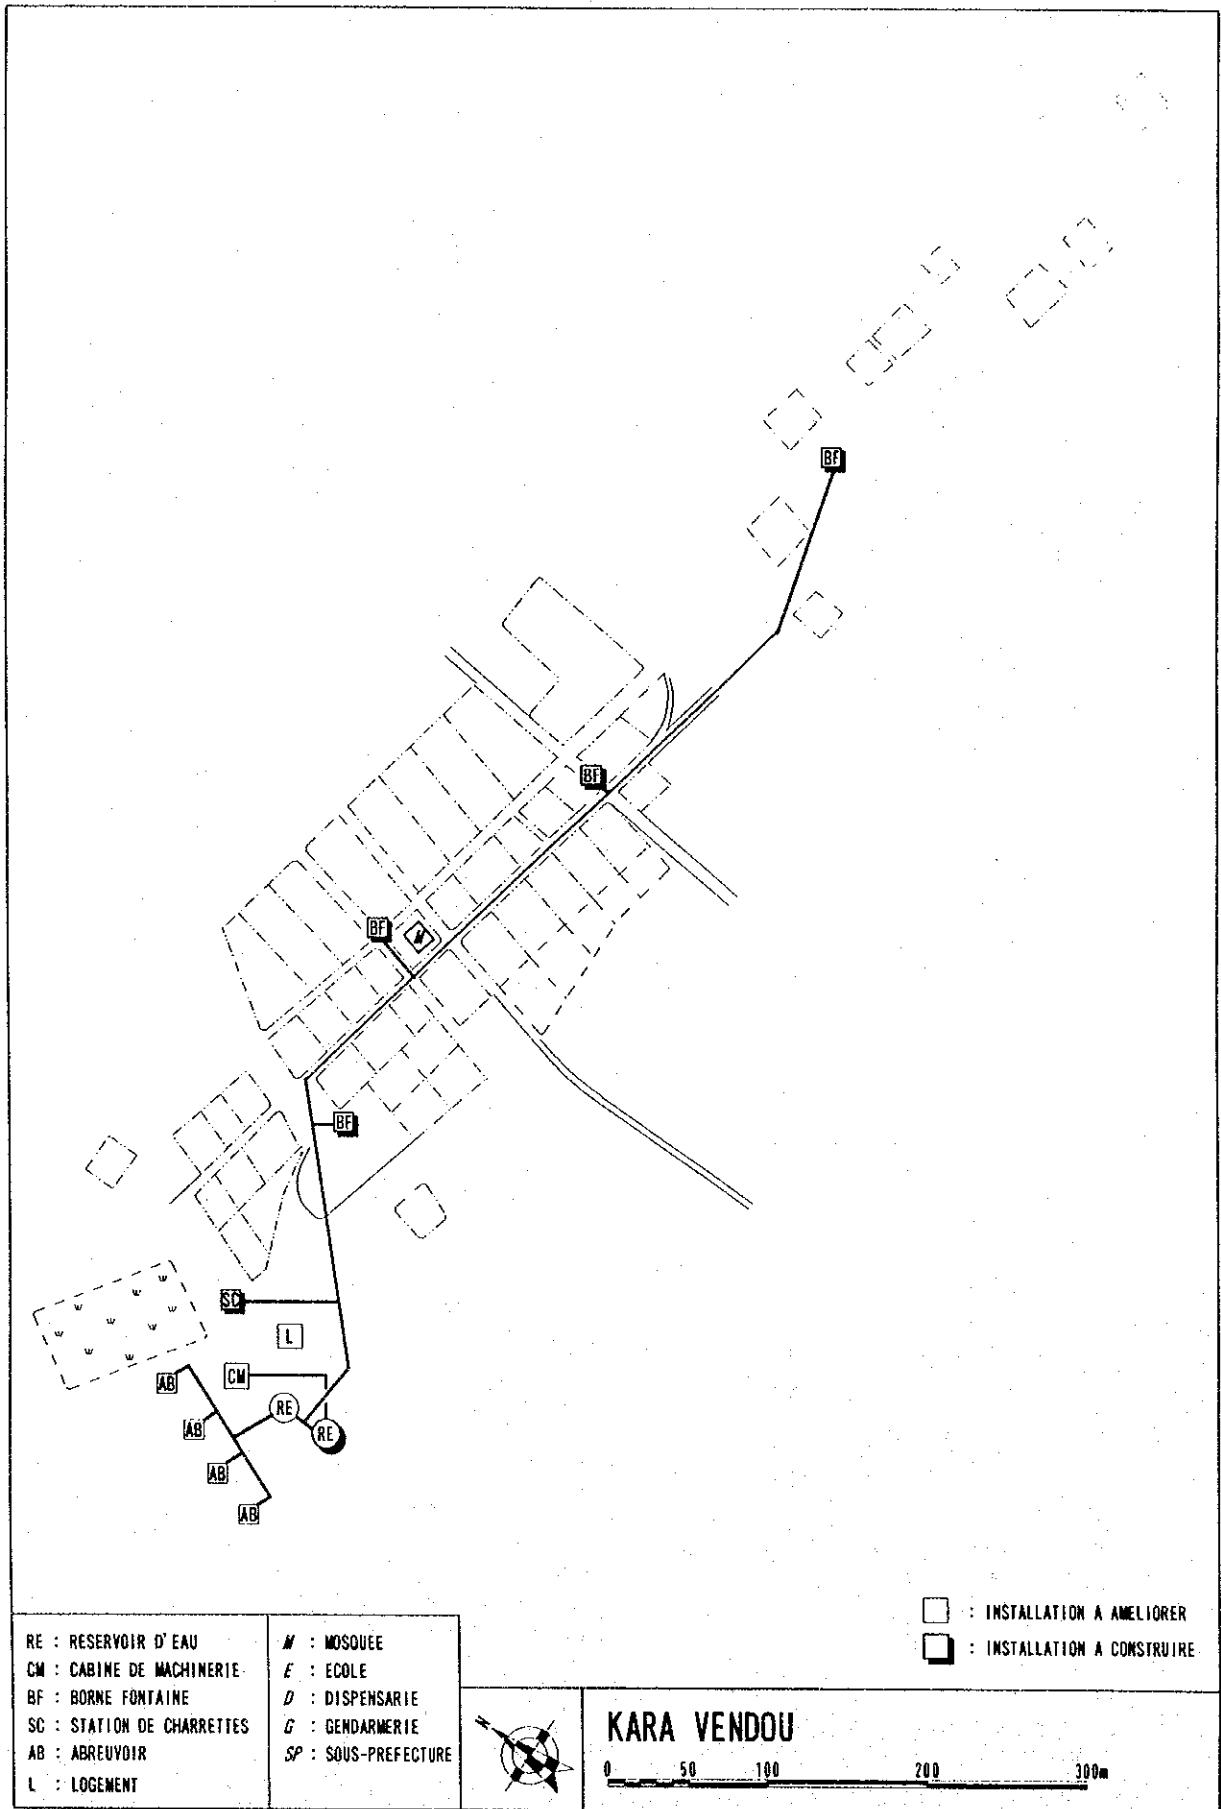 BF
BF
BF
M
BF
SC
L
CM
AB
RE
AB
RE
AB
AB
: INSTALLATION A AMELIORER
: INSTALLATION A CONSTRUIRE
RE : RESERVOIR D'EAU
CM : CABINE DE MACHINERIE
BF : BORNE FONTAINE
SC : STATION DE CHARRETTES
AB : ABREUVOIR
L : LOGEMENT
M : MOSQUEE
E : ECOLE
D : DISPENSARIE
G : GENDARMERIE
SP : SOUS-PREFECTURE
N
KARA VENDOU
0 50 100 200 300m